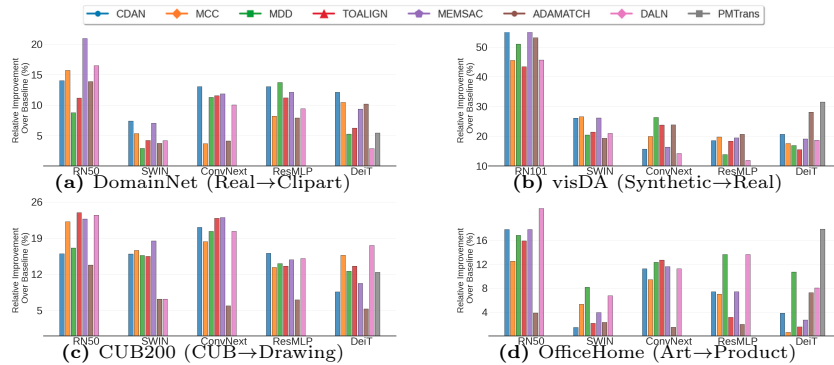 CDAN MCC MDD TOALIGN MEMSAC ADAMATCH DALN PMTrans
Relative Improvement
Over Baseline (%)
20
15
10
5
RN50 SWIN ConvNext ResMLP DeiT
(a) DomainNet (Real→Clipart)
Relative Improvement
Over Baseline (%)
50
40
30
20
10
RN101 SWIN ConvNext ResMLP DeiT
(b) visDA (Synthetic→Real)
Relative Improvement
Over Baseline (%)
26
19
12
5
RN50 SWIN ConvNext ResMLP DeiT
(c) CUB200 (CUB→Drawing)
Relative Improvement
Over Baseline (%)
16
12
8
4
RN50 SWIN ConvNext ResMLP DeiT
(d) OfficeHome (Art→Product)